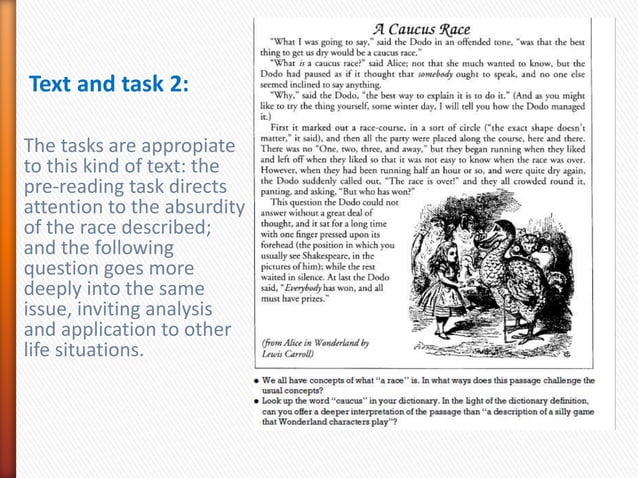 Text and task 2:
The tasks are appropiate
to this kind of text: the
pre-reading task directs
attention to the absurdity
of the race described;
and the following
question goes more
deeply into the same
issue, inviting analysis
and application to other
life situations.
A Caucus Race
"What I was going to say," said the Dodo in an offended tone, "was that the best
thing to get us dry would be a caucus race."
"What is a caucus race?" said Alice; not that she much wanted to know, but the
Dodo had paused as if it thought that somebody ought to speak, and no one else
seemed inclined to say anything.
"Why," said the Dodo, "the best way to explain it is to do it." (And as you might
like to try the thing yourself, some winter day, I will tell you how the Dodo managed
it.)
First it marked out a race-course, in a sort of circle ("the exact shape doesn't
matter," it said), and then all the party were placed along the course, here and there.
There was no "One, two, three, and away," but they began running when they liked
and left off when they liked so that it was not easy to know when the race was over.
However, when they had been running half an hour or so, and were quite dry again,
the Dodo suddenly called out, "The race is over!" and they all crowded round it,
panting, and asking, "But who has won?"
This question the Dodo could not
answer without a great deal of
thought, and it sat for a long time
with one finger pressed upon its
forehead (the position in which you
usually see Shakespeare, in the
pictures of him); while the rest
waited in silence. At last the Dodo
said, "Everybody has won, and all
must have prizes."
(from Alice in Wonderland by
Lewis Carroll)
• We all have concepts of what "a race" is. In what ways does this passage challenge the
usual concepts?
• Look up the word "caucus" in your dictionary. In the light of the dictionary definition,
can you offer a deeper interpretation of the passage than "a description of a silly game
that Wonderland characters play"?